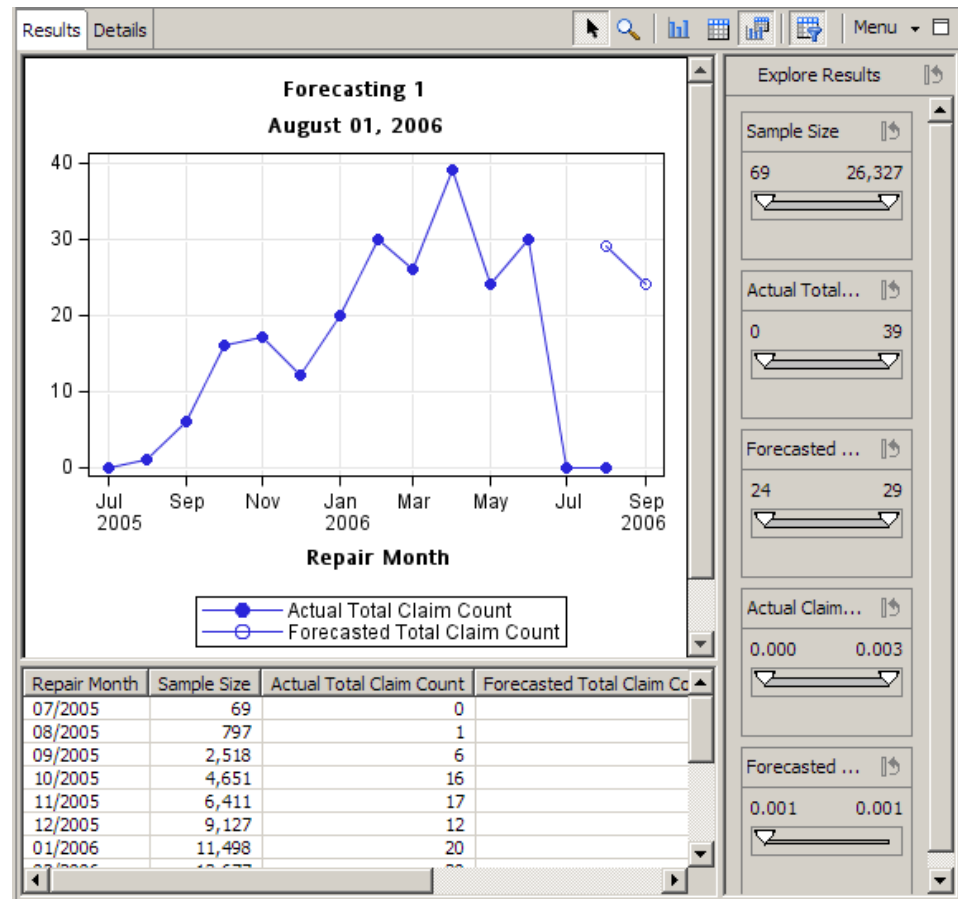 Results Details Menu
Forecasting 1
August 01, 2006
40
30
20
10
0
Jul Sep Nov Jan Mar May Jul Sep
2005 2006 2006
Repair Month
Actual Total Claim Count
Forecasted Total Claim Count
Repair Month Sample Size Actual Total Claim Count Forecasted Total Claim Co
07/2005 69 0
08/2005 797 1
09/2005 2,518 6
10/2005 4,651 16
11/2005 6,411 17
12/2005 9,127 12
01/2006 11,498 20
Explore Results
Sample Size
69 26,327
Actual Total...
0 39
Forecasted ...
24 29
Actual Claim...
0.000 0.003
Forecasted ...
0.001 0.001